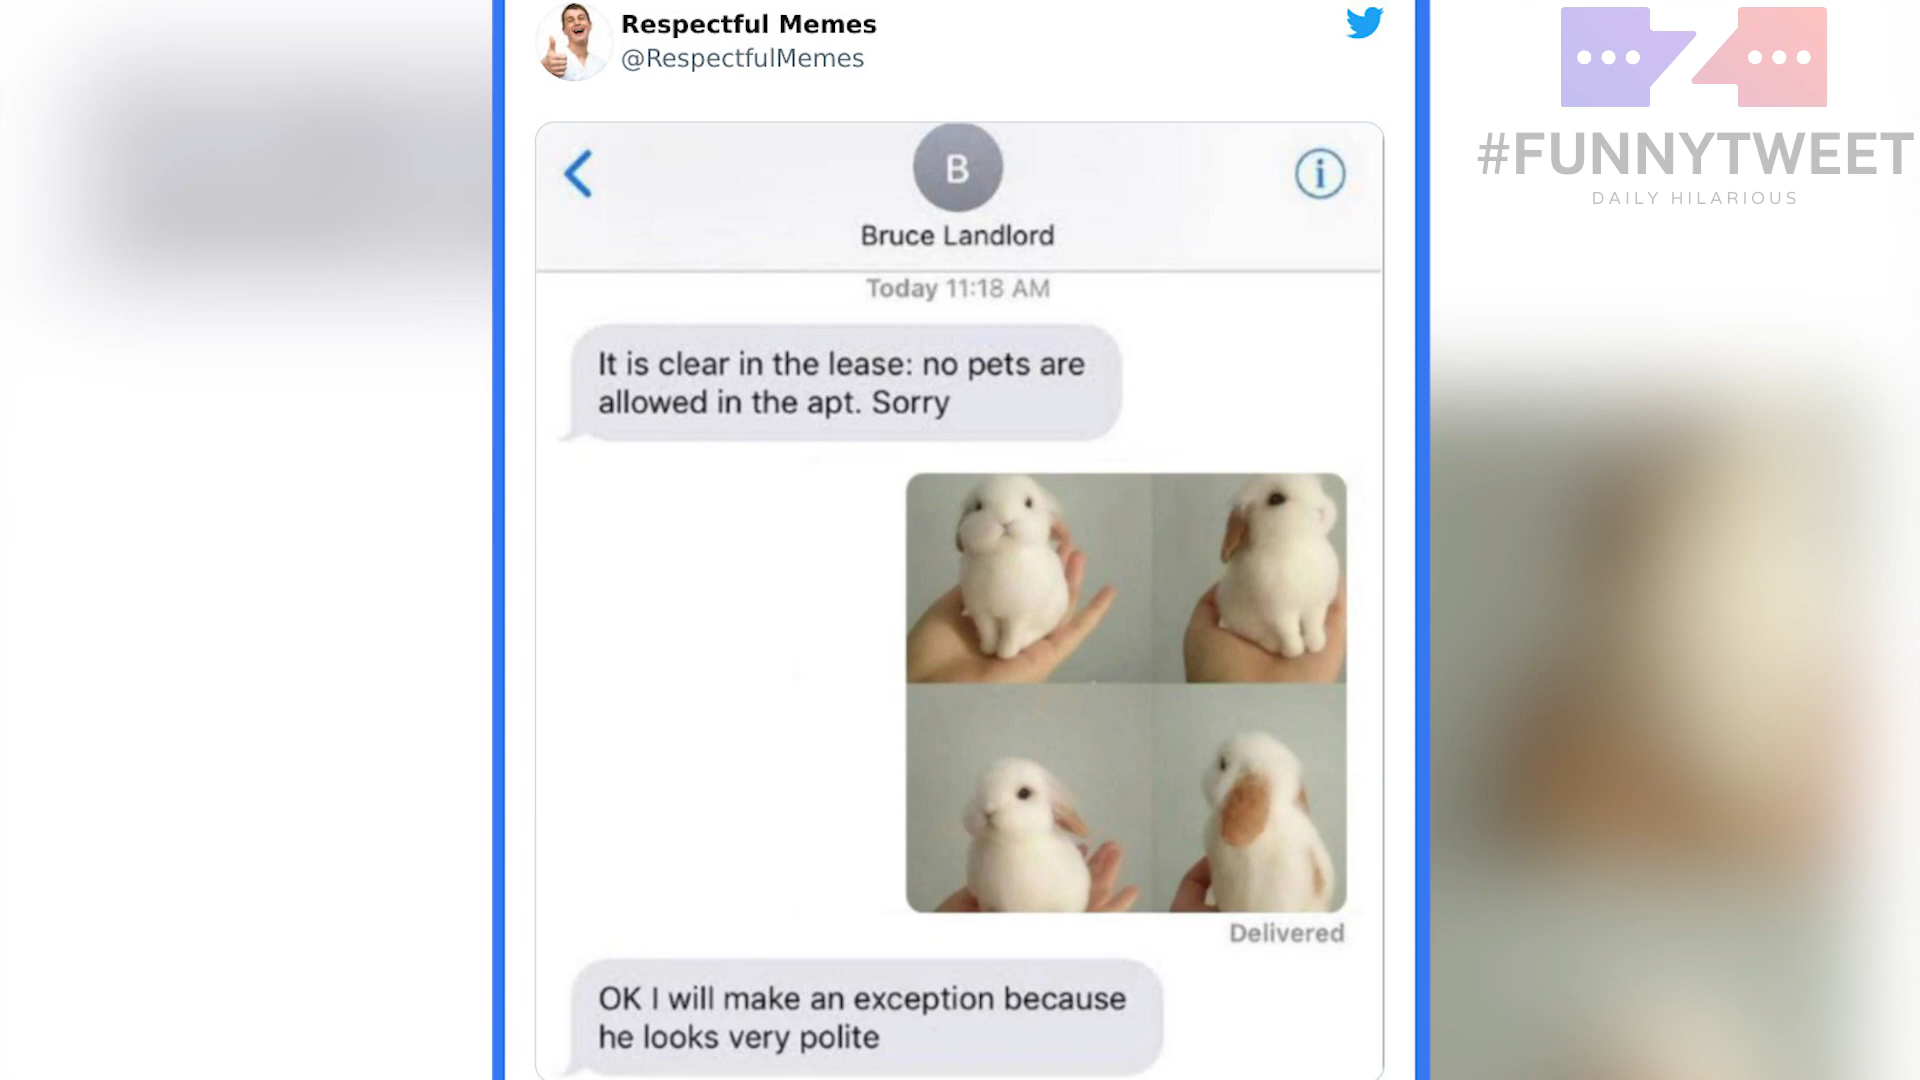 Respectful Memes
@RespectfulMemes
#FUNNYTWEET
DAILY HILARIOUS
B
Bruce Landlord
Today 11:18 AM
It is clear in the lease: no pets are
allowed in the apt. Sorry
Delivered
OK I will make an exception because
he looks very polite